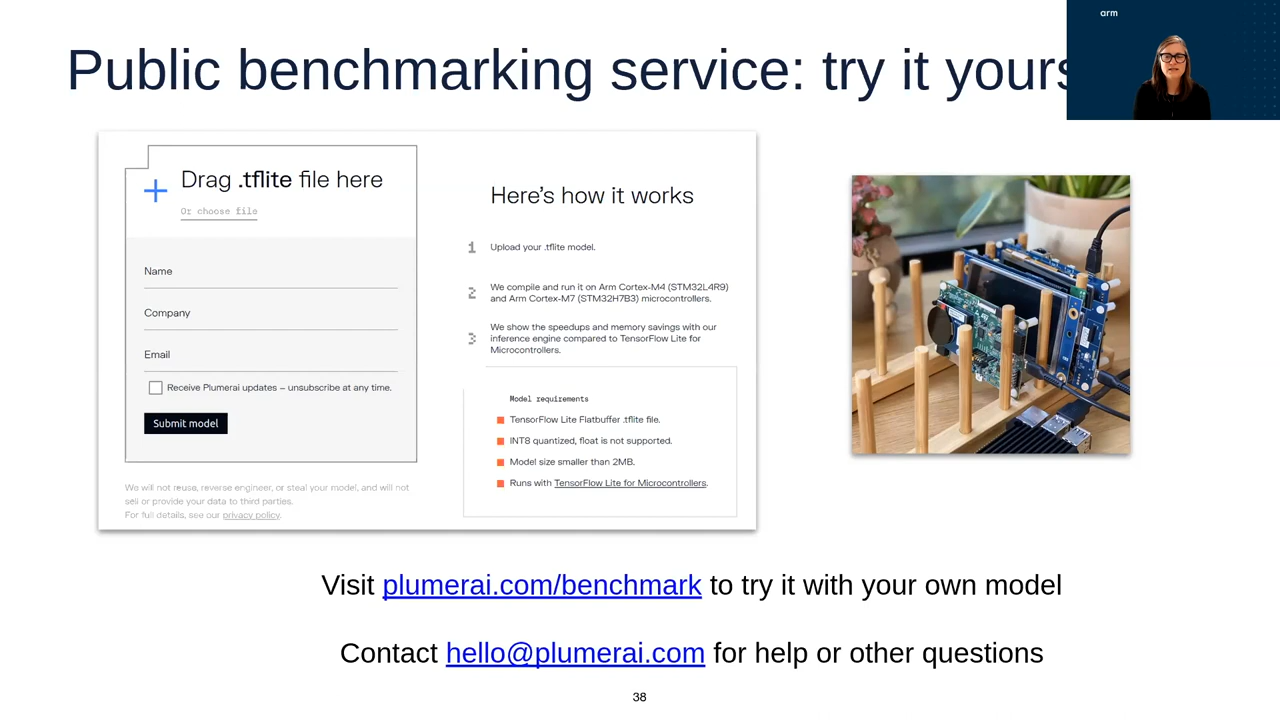 arm
Public benchmarking service: try it yours
Drag .tflite file here
Or choose file
Name
Company
Email
Receive Plumerai updates – unsubscribe at any time.
Submit model
We will not reuse, reverse engineer, or steal your model, and will not
sell or provide your data to third parties.
For full details, see our privacy policy.
Here's how it works
1 Upload your .tflite model.
2 We compile and run it on Arm Cortex-M4 (STM32L4R9)
and Arm Cortex-M7 (STM32H7B3) microcontrollers.
3 We show the speedups and memory savings with our
inference engine compared to TensorFlow Lite for
Microcontrollers.
Model requirements
TensorFlow Lite Flatbuffer .tflite file.
INT8 quantized, float is not supported.
Model size smaller than 2MB.
Runs with TensorFlow Lite for Microcontrollers.
Visit plumerai.com/benchmark to try it with your own model
Contact hello@plumerai.com for help or other questions
38